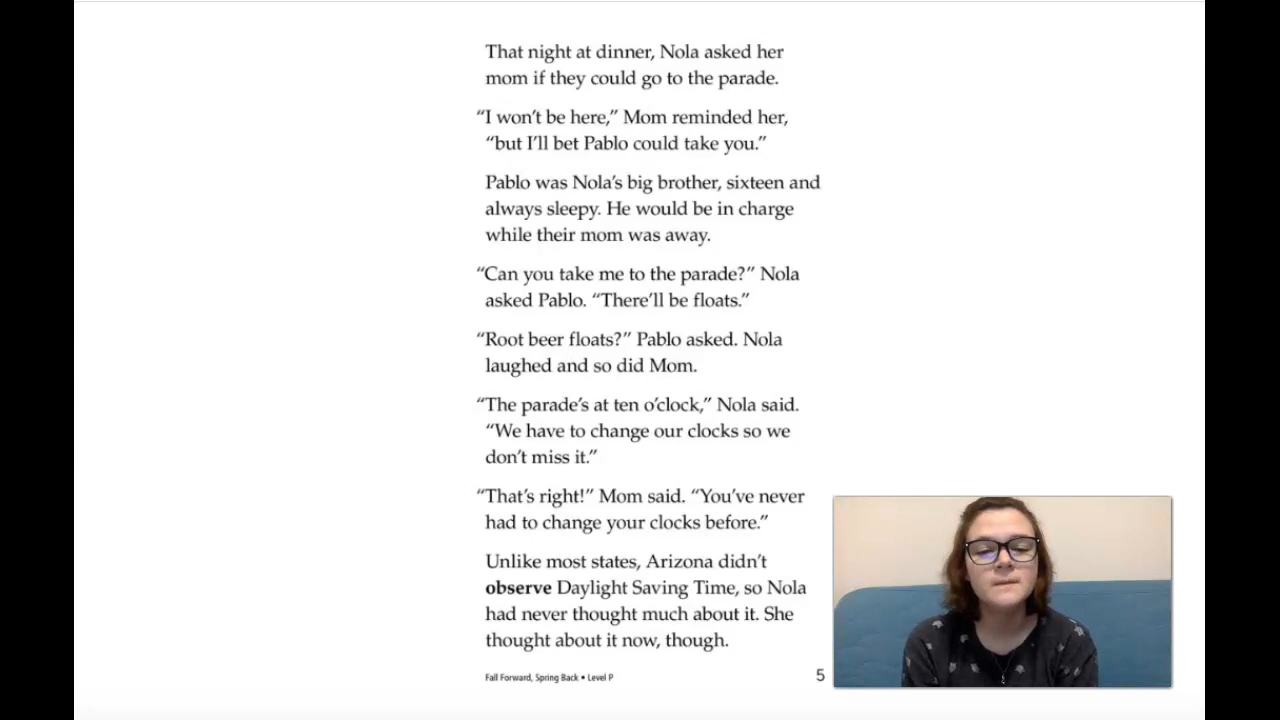 That night at dinner, Nola asked her
mom if they could go to the parade.
“I won’t be here,” Mom reminded her,
“but I’ll bet Pablo could take you.”
Pablo was Nola’s big brother, sixteen and
always sleepy. He would be in charge
while their mom was away.
“Can you take me to the parade?” Nola
asked Pablo. “There’ll be floats.”
“Root beer floats?” Pablo asked. Nola
laughed and so did Mom.
“The parade’s at ten o’clock,” Nola said.
“We have to change our clocks so we
don’t miss it.”
“That’s right!” Mom said. “You’ve never
had to change your clocks before.”
Unlike most states, Arizona didn’t
observe Daylight Saving Time, so Nola
had never thought much about it. She
thought about it now, though.
Fall Forward, Spring Back • Level P
5